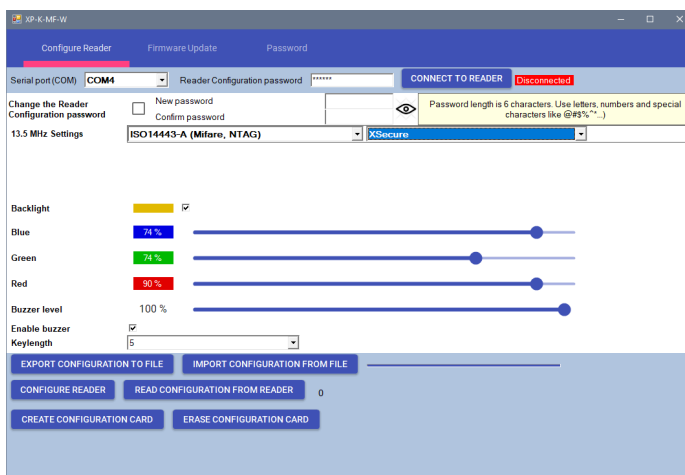 XP-K-MF-W
Configure Reader Firmware Update Password
Serial port (COM) COM4 Reader Configuration password ****** CONNECT TO READER Disconnected
Change the Reader
Configuration password
New password
Confirm password
Password length is 6 characters. Use letters, numbers and special
characters like @#$%^*...)
13.5 MHz Settings ISO14443-A (Mifare, NTAG) XSecure
Backlight
Blue 74 %
Green 74 %
Red 90 %
Buzzer level 100 %
Enable buzzer
Keylength 5
EXPORT CONFIGURATION TO FILE IMPORT CONFIGURATION FROM FILE
CONFIGURE READER READ CONFIGURATION FROM READER 0
CREATE CONFIGURATION CARD ERASE CONFIGURATION CARD